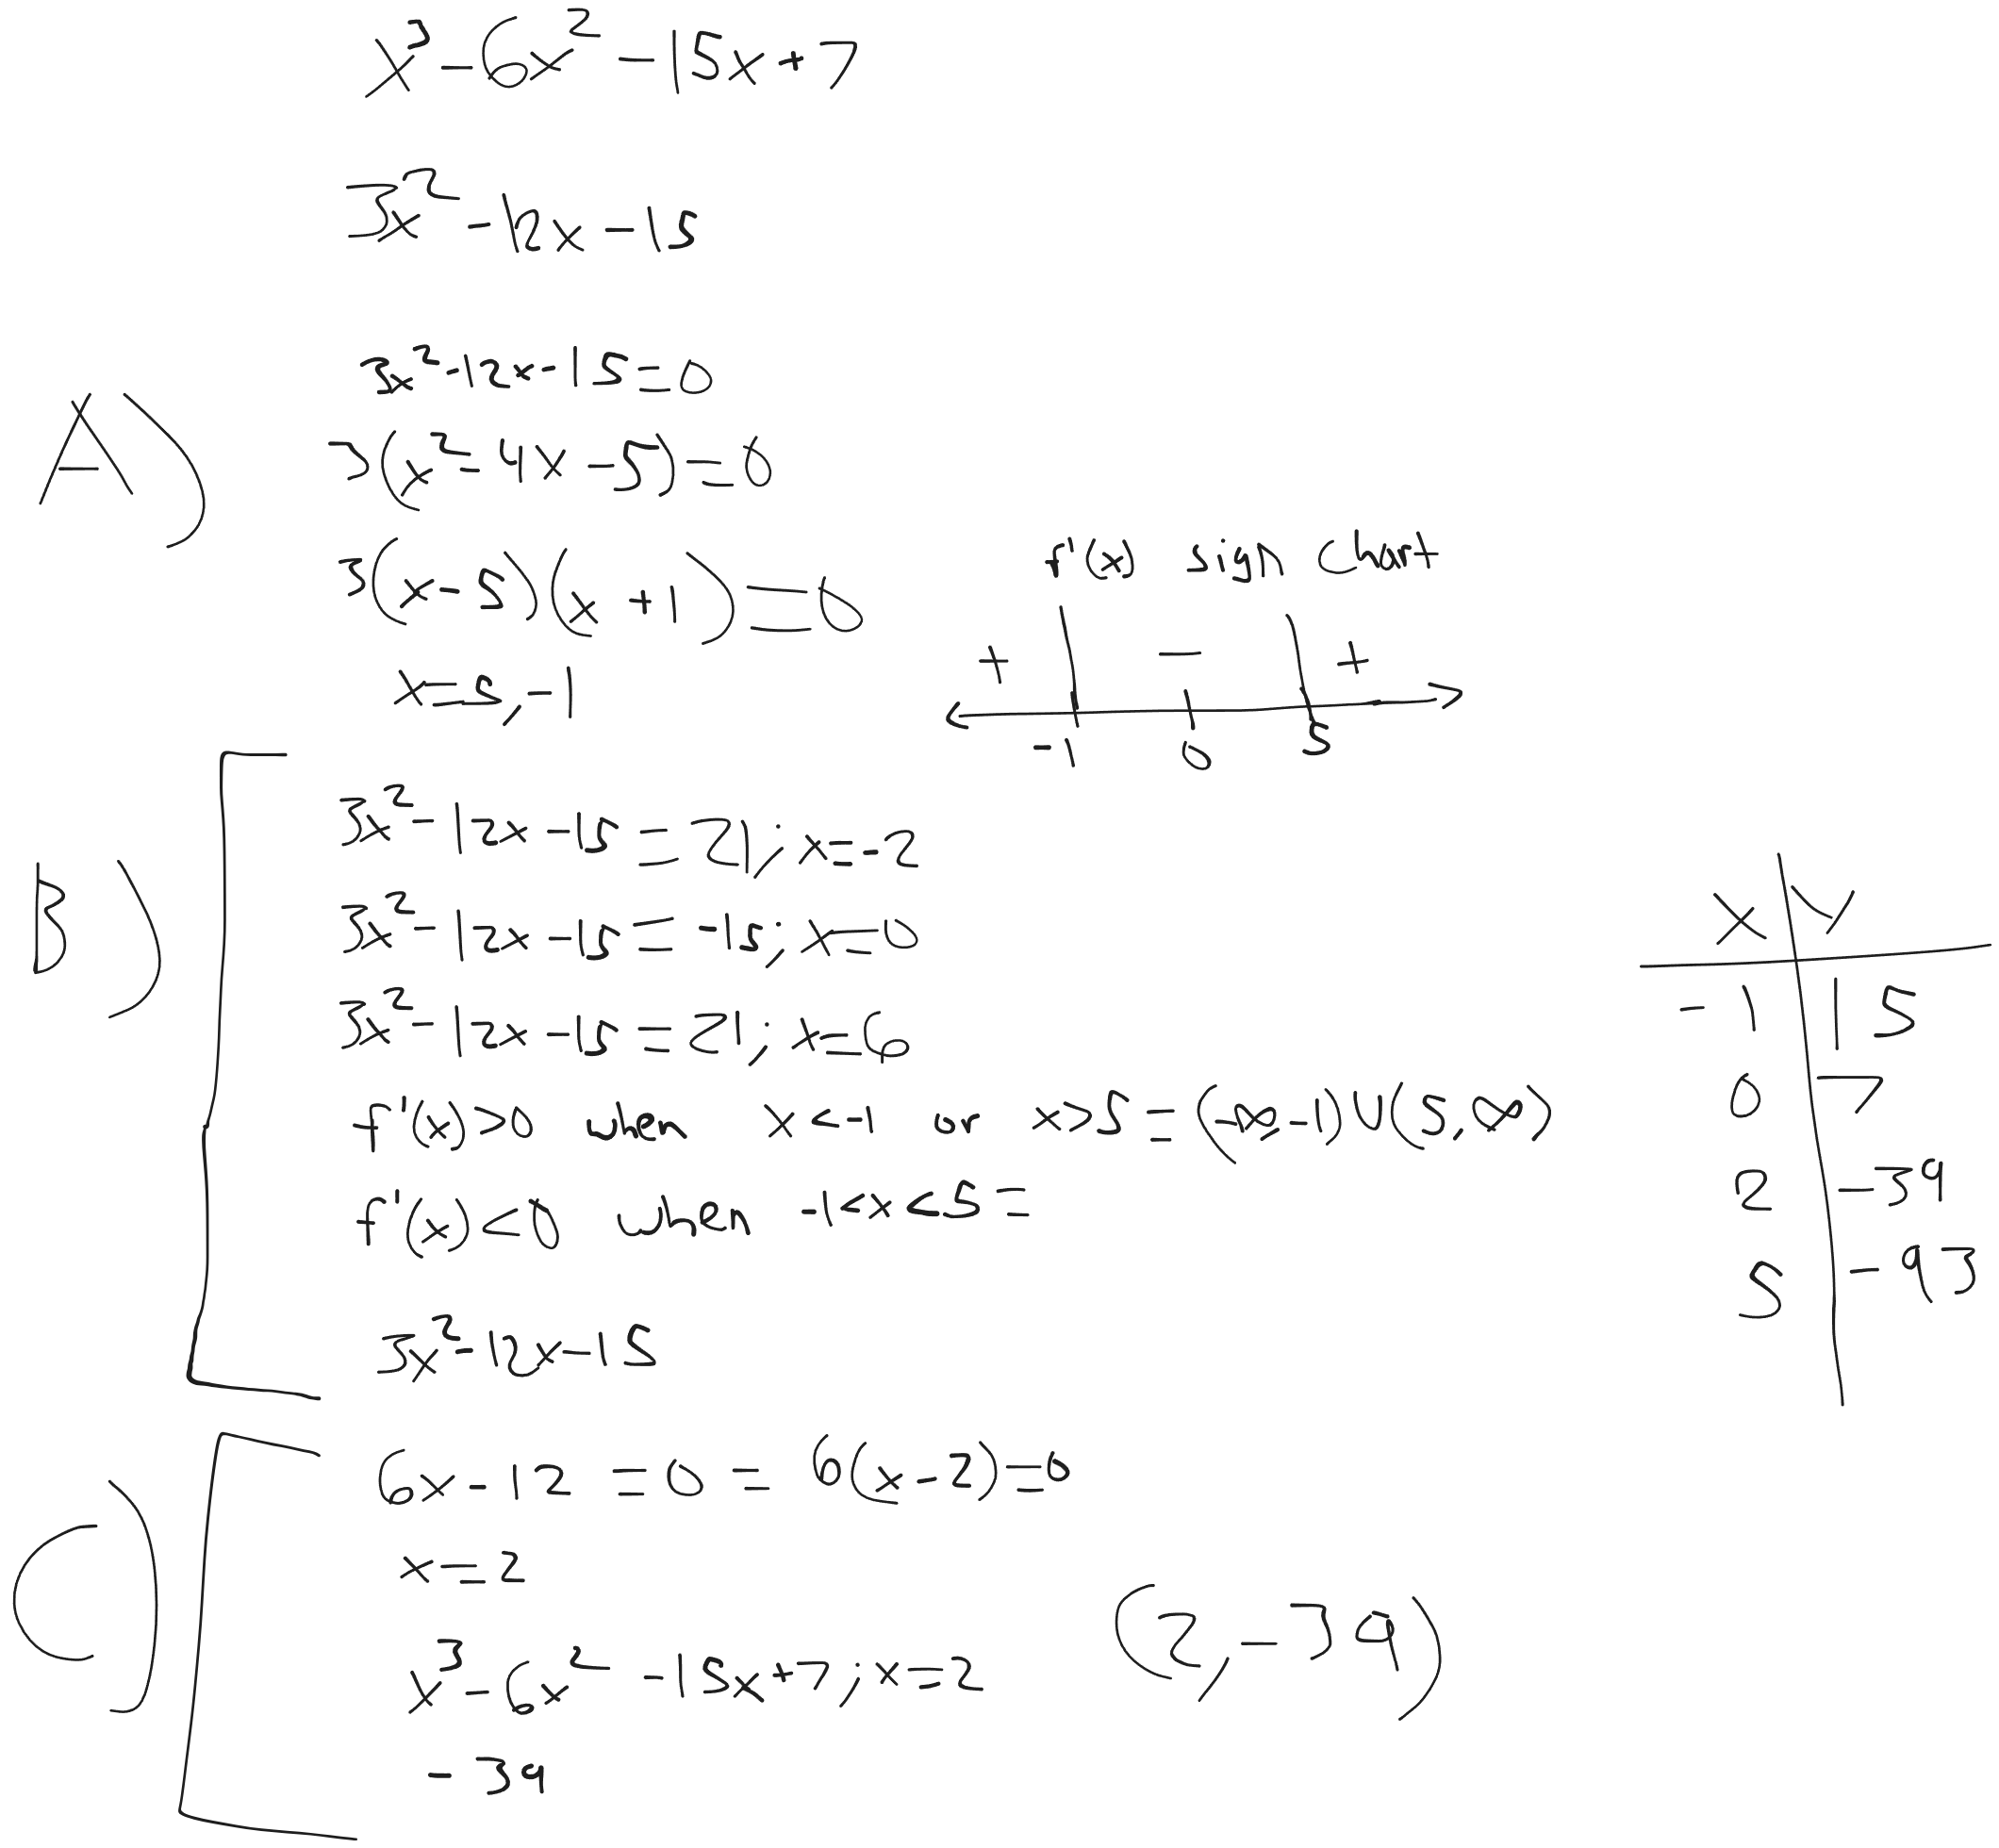 x³ - 6x² - 15x + 7
3x² - 12x - 15
A)
3x² - 12x - 15 = 0
3(x² - 4x - 5) = 0
3(x - 5)(x + 1) = 0
x = 5, -1
f'(x) sign chart
+ - +
-1 0 5
B)
3x² - 12x - 15 = 21; x = -2
3x² - 12x - 15 = -15; x = 0
3x² - 12x - 15 = 21; x = 6
f'(x) > 0 when x < -1 or x > 5 = (-∞, -1) U (5, ∞)
f'(x) < 0 when -1 < x < 5 =
3x² - 12x - 15
x y
-1 15
0 7
2 -39
5 -93
C)
6x - 12 = 0 = 6(x - 2) = 0
x = 2
x³ - 6x² - 15x + 7; x = 2
-39
(2, -39)